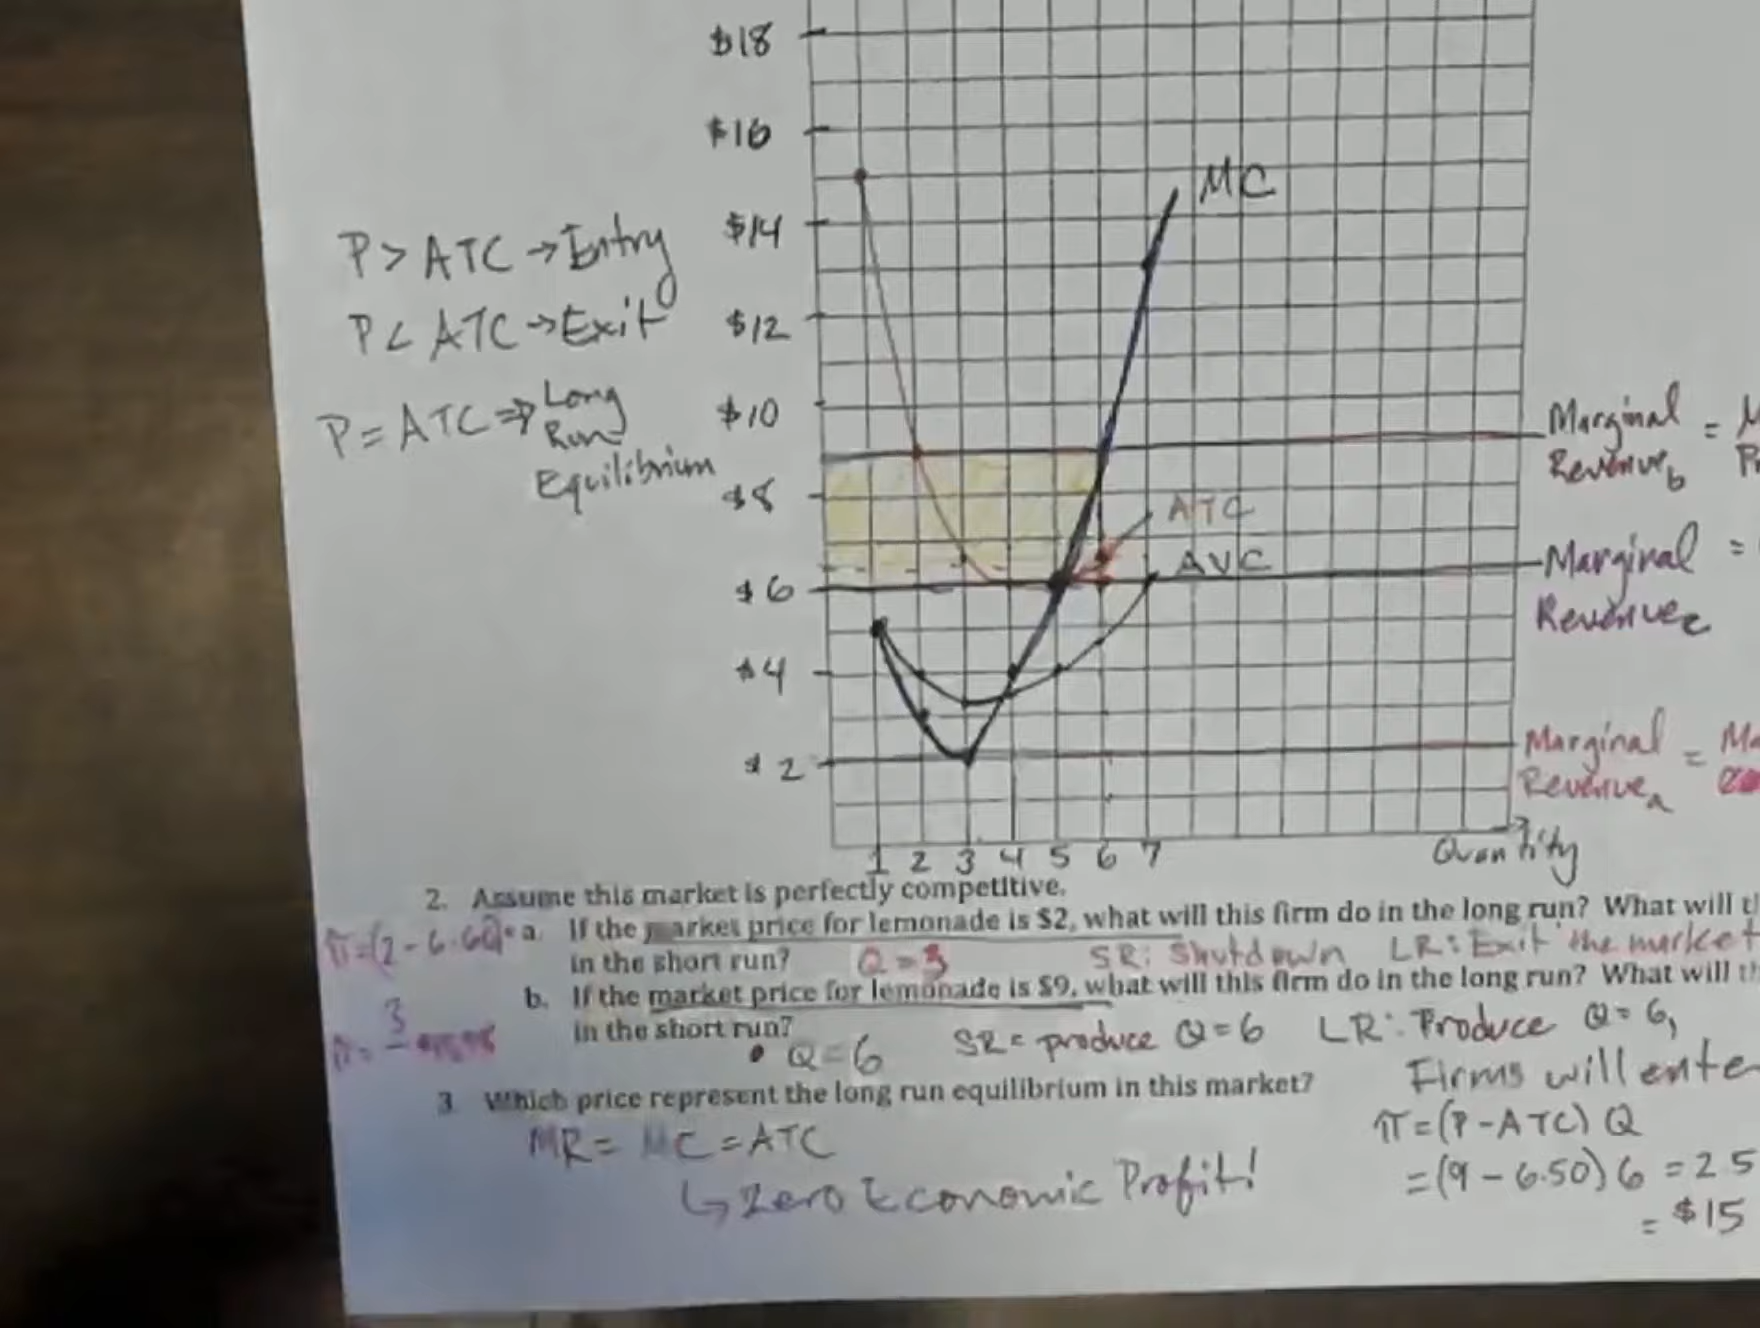 $18
$16
MC
P > ATC → Entry
$14
P < ATC → Exit
$12
P = ATC ⇒ Long
Run
Equilibrium
$10
Marginal
Revenue b =
$8
ATC
AVC
Marginal =
Revenue c
$6
$4
Marginal
Revenue a =
$2
1 2 3 4 5 6 7
Quantity
2. Assume this market is perfectly competitive.
a. If the market price for lemonade is $2, what will this firm do in the long run? What will
in the short run? Q=3 SR: Shutdown LR: Exit the market
b. If the market price for lemonade is $9, what will this firm do in the long run? What will
in the short run?
Q=6 SR= produce Q=6 LR: Produce Q=6,
Firms will
3. Which price represent the long run equilibrium in this market?
MR= MC =ATC
↳ Zero Economic Profit!
π=(P-ATC) Q
=(9-6.50)6 =
= $15